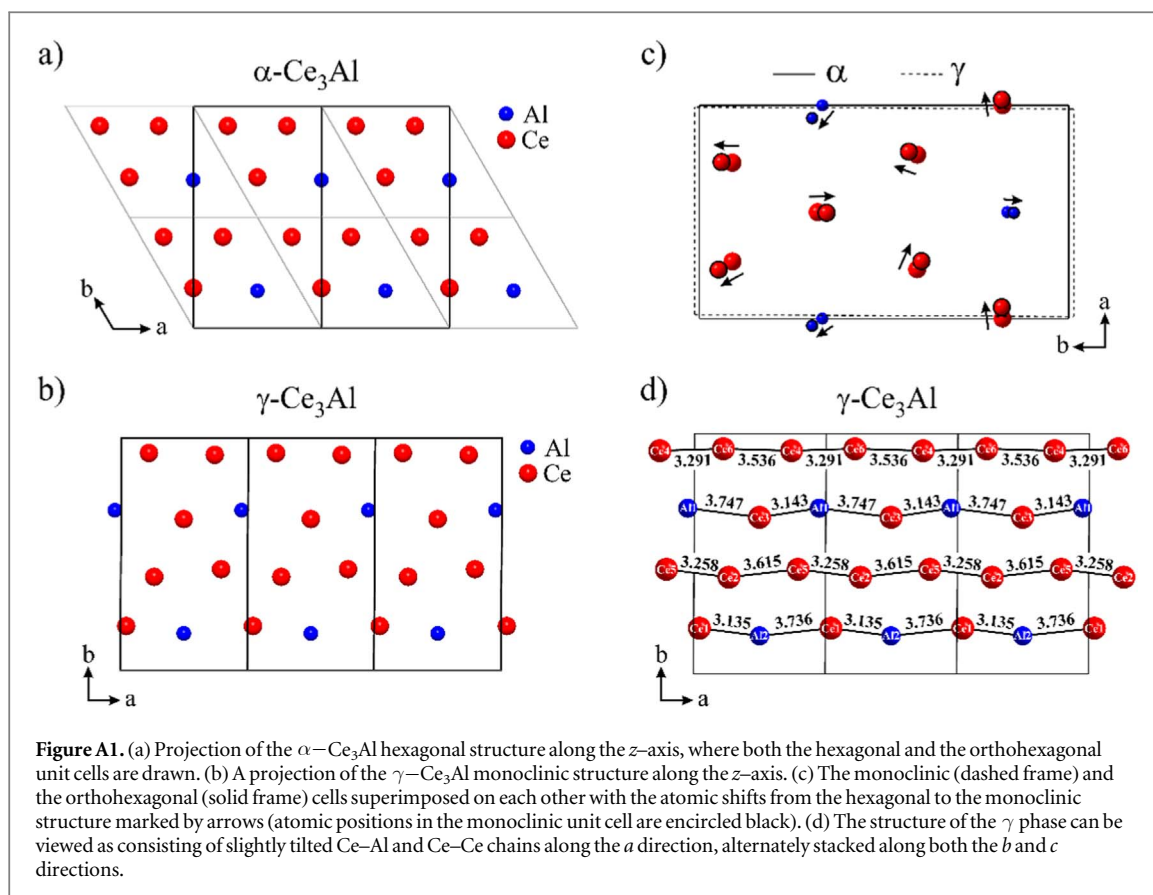 a)
α-Ce₃Al
Al
Ce
b
a
c)
α γ
a
b
b)
γ-Ce₃Al
Al
Ce
b
a
d)
γ-Ce₃Al
Ce4 Ce6 Ce4 Ce6 Ce4 Ce6 Ce4 Ce6
3.291 3.536 3.291 3.536 3.291 3.536 3.291
3.747 3.143 3.747 3.143 3.747 3.143
Al1 Ce3 Al1 Ce3 Al1 Ce3 Al1
3.258 3.615 3.258 3.615 3.258 3.615 3.258
Ce5 Ce2 Ce5 Ce2 Ce5 Ce2 Ce5 Ce2
3.135 3.736 3.135 3.736 3.135 3.736
Ce1 Al2 Ce1 Al2 Ce1 Al2 Ce1
b
a
Figure A1. (a) Projection of the α−Ce₃Al hexagonal structure along the z–axis, where both the hexagonal and the orthohexagonal
unit cells are drawn. (b) A projection of the γ−Ce₃Al monoclinic structure along the z–axis. (c) The monoclinic (dashed frame) and
the orthohexagonal (solid frame) cells superimposed on each other with the atomic shifts from the hexagonal to the monoclinic
structure marked by arrows (atomic positions in the monoclinic unit cell are encircled black). (d) The structure of the γ phase can be
viewed as consisting of slightly tilted Ce–Al and Ce–Ce chains along the a direction, alternately stacked along both the b and c
directions.